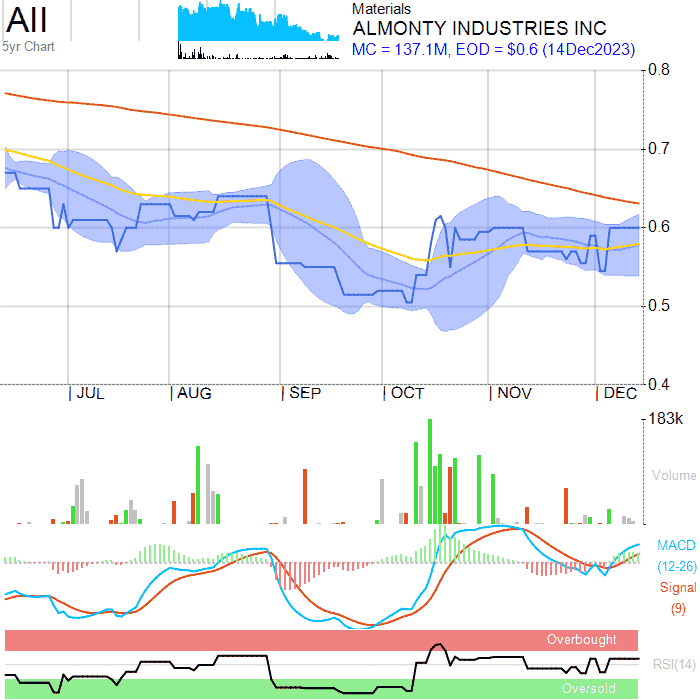 AII
5yr Chart
Materials
ALMONTY INDUSTRIES INC
MC = 137.1M, EOD = $0.6 (14Dec2023)
0.8
0.7
0.6
0.5
0.4
JUL AUG SEP OCT NOV DEC
183k
Volume
MACD
(12-26)
Signal
(9)
Overbought
RSI(14)
Oversold